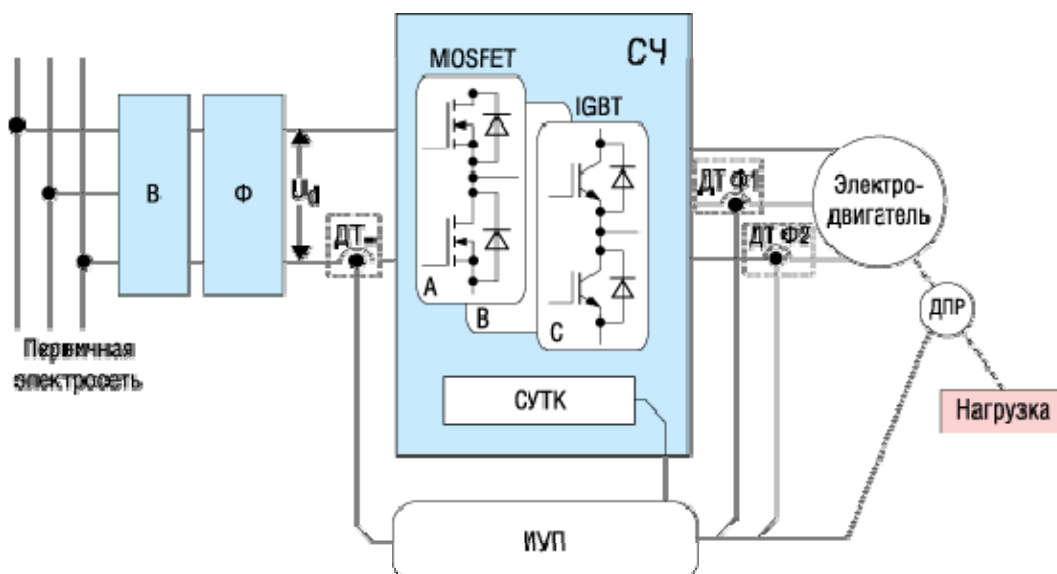 СЧ
MOSFET
IGBT
A
B
C
В
Ф
Ud
ДТ=
ДТ Ф1
ДТ Ф2
Электро-
двигатель
ДПР
Нагрузка
Первичная
электросеть
СУТК
ИУП